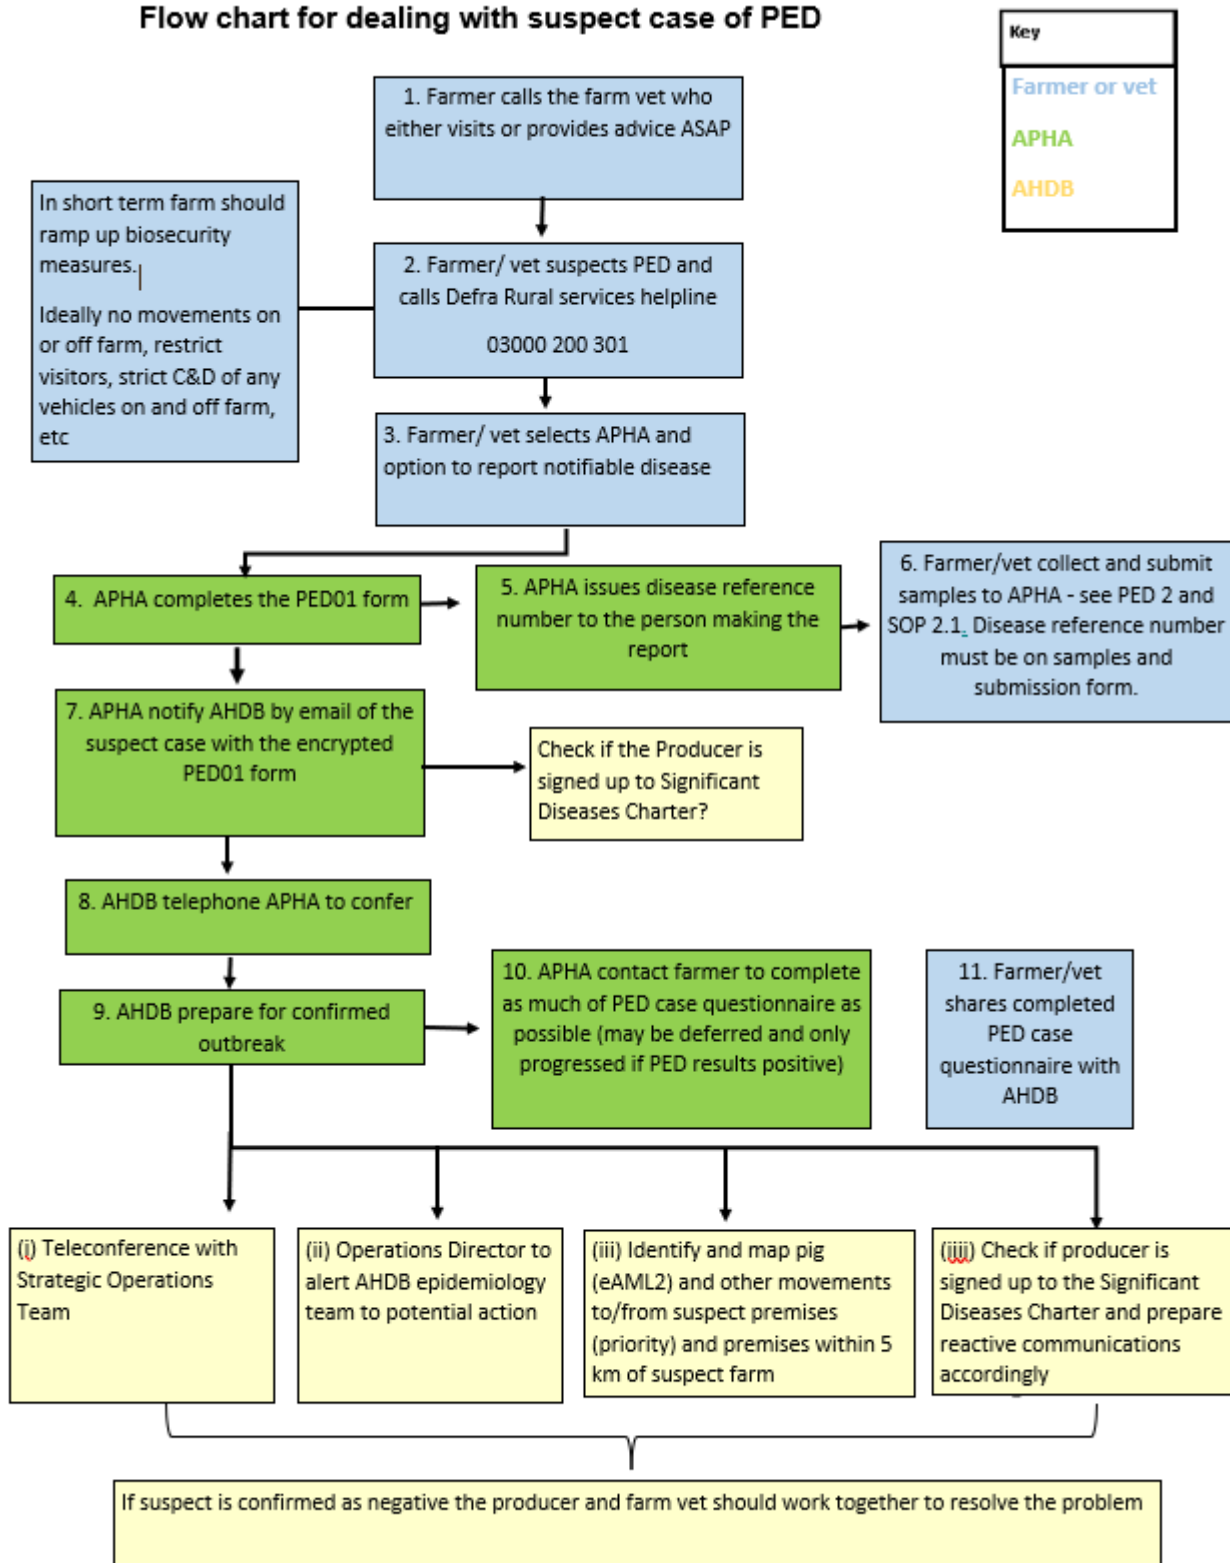 Flow chart for dealing with suspect case of PED
Key
Farmer or vet
APHA
AHDB
1. Farmer calls the farm vet who
either visits or provides advice ASAP
In short term farm should
ramp up biosecurity
measures.
Ideally no movements on
or off farm, restrict
visitors, strict C&D of any
vehicles on and off farm,
etc
2. Farmer/ vet suspects PED and
calls Defra Rural services helpline
03000 200 301
3. Farmer/ vet selects APHA and
option to report notifiable disease
4. APHA completes the PED01 form
5. APHA issues disease reference
number to the person making the
report
6. Farmer/vet collect and submit
samples to APHA - see PED 2 and
SOP 2.1. Disease reference number
must be on samples and
submission form.
7. APHA notify AHDB by email of the
suspect case with the encrypted
PED01 form
Check if the Producer is
signed up to Significant
Diseases Charter?
8. AHDB telephone APHA to confer
9. AHDB prepare for confirmed
outbreak
10. APHA contact farmer to complete
as much of PED case questionnaire as
possible (may be deferred and only
progressed if PED results positive)
11. Farmer/vet
shares completed
PED case
questionnaire with
AHDB
(i) Teleconference with
Strategic Operations
Team
(ii) Operations Director to
alert AHDB epidemiology
team to potential action
(iii) Identify and map pig
(eAML2) and other movements
to/from suspect premises
(priority) and premises within 5
km of suspect farm
(iiii) Check if producer is
signed up to the Significant
Diseases Charter and prepare
reactive communications
accordingly
If suspect is confirmed as negative the producer and farm vet should work together to resolve the problem